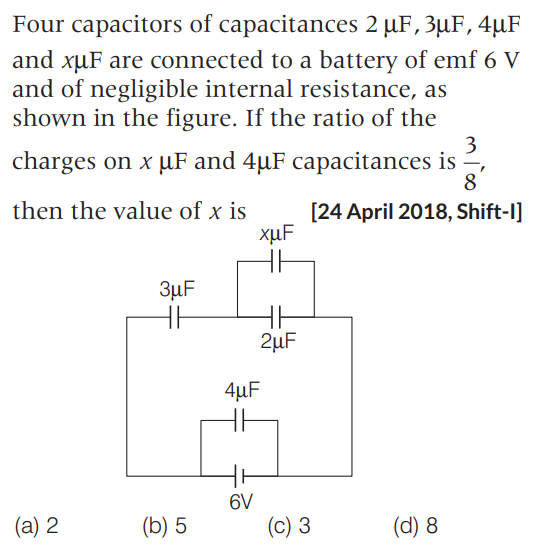 Four capacitors of capacitances 2 μF, 3μF, 4μF
and xμF are connected to a battery of emf 6 V
and of negligible internal resistance, as
shown in the figure. If the ratio of the
charges on x μF and 4μF capacitances is 3/8,
then the value of x is [24 April 2018, Shift-I]
xμF
3μF
2μF
4μF
6V
(a) 2 (b) 5 (c) 3 (d) 8